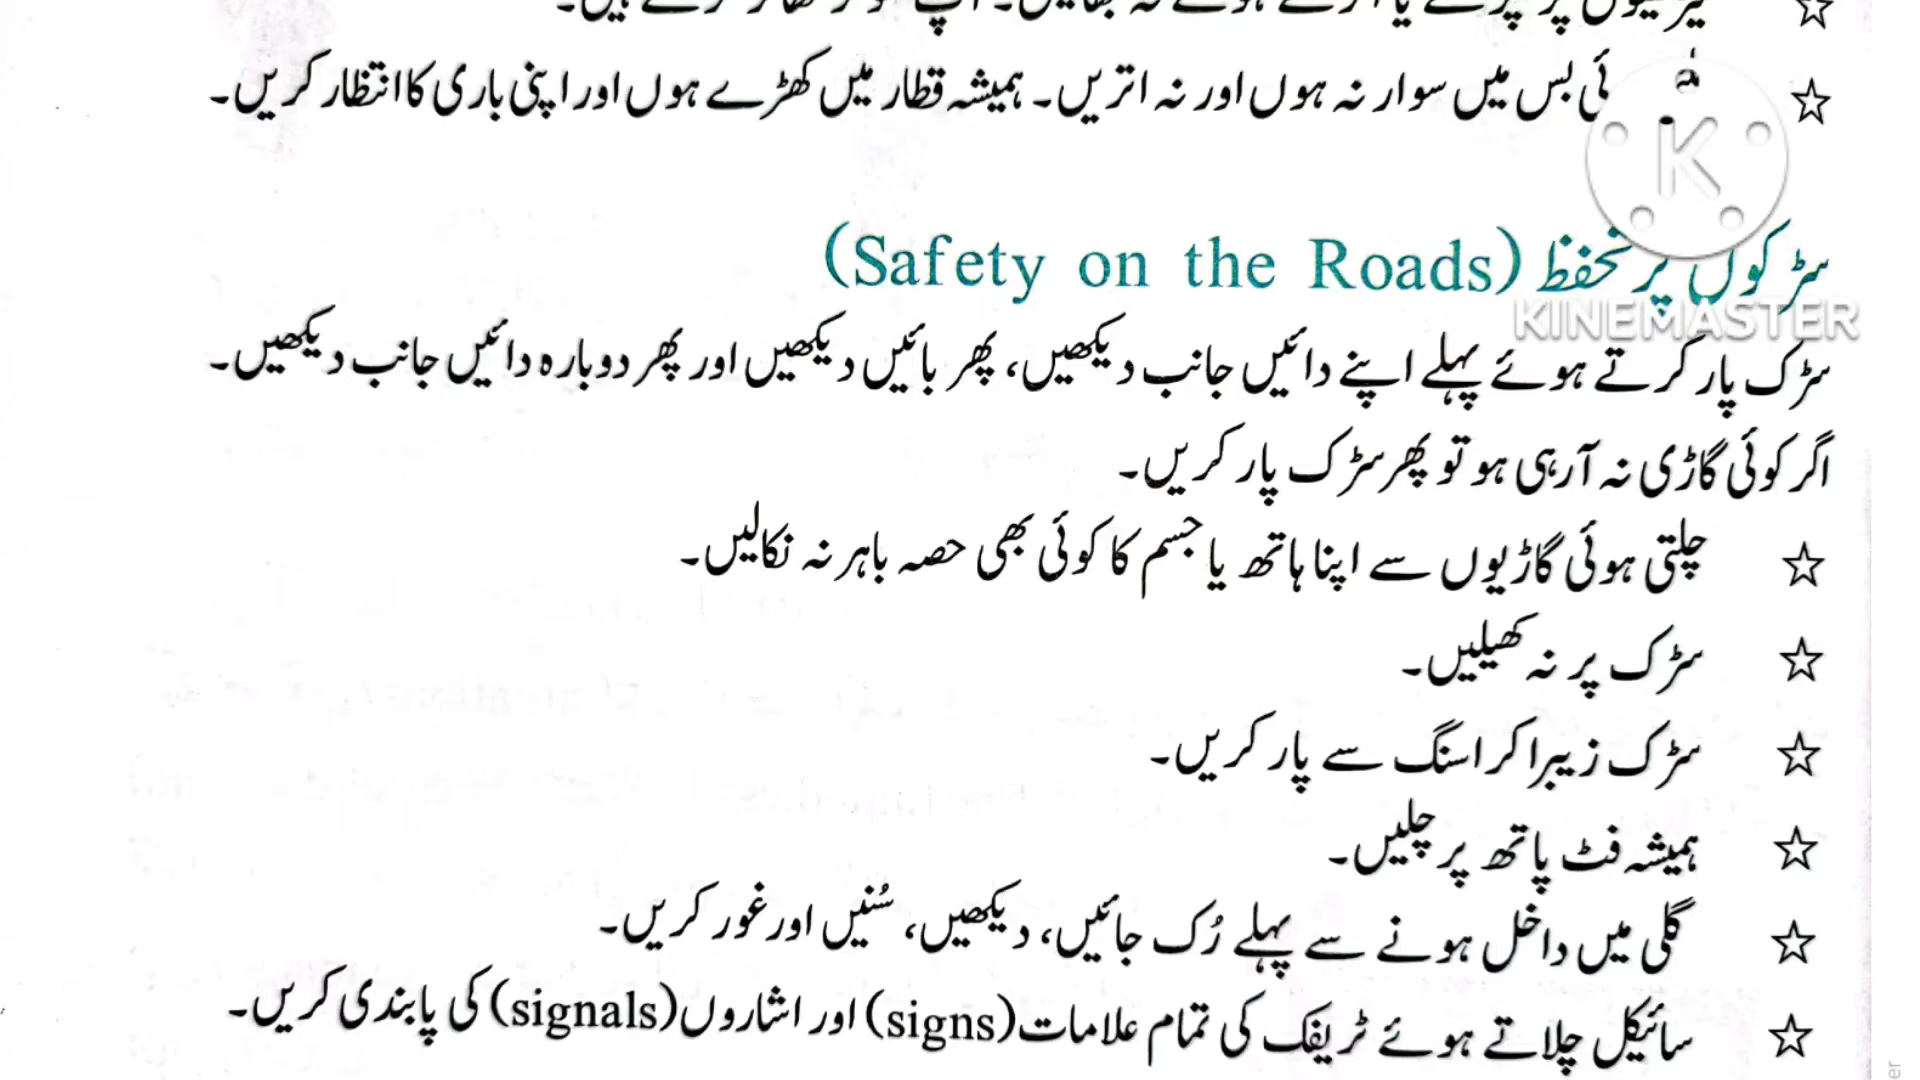 ☆ ئی بس میں سوار نہ ہوں اور نہ اتریں۔ ہمیشہ قطار میں کھڑے ہوں اور اپنی باری کا انتظار کریں۔
سڑکوں پر تحفظ (Safety on the Roads)
KINEMASTER
سڑک پار کرتے ہوئے پہلے اپنے دائیں جانب دیکھیں، پھر بائیں دیکھیں اور پھر دوبارہ دائیں جانب دیکھیں۔
اگر کوئی گاڑی نہ آرہی ہو تو پھر سڑک پار کریں۔
☆ چلتی ہوئی گاڑیوں سے اپنا ہاتھ یا جسم کا کوئی بھی حصہ باہر نہ نکالیں۔
☆ سڑک پر نہ کھیلیں۔
☆ سڑک زیبرا کراسنگ سے پار کریں۔
☆ ہمیشہ فٹ پاتھ پر چلیں۔
☆ گلی میں داخل ہونے سے پہلے رُک جائیں، دیکھیں، سُنیں اور غور کریں۔
☆ سائیکل چلاتے ہوئے ٹریفک کی تمام علامات (signs) اور اشاروں (signals) کی پابندی کریں۔